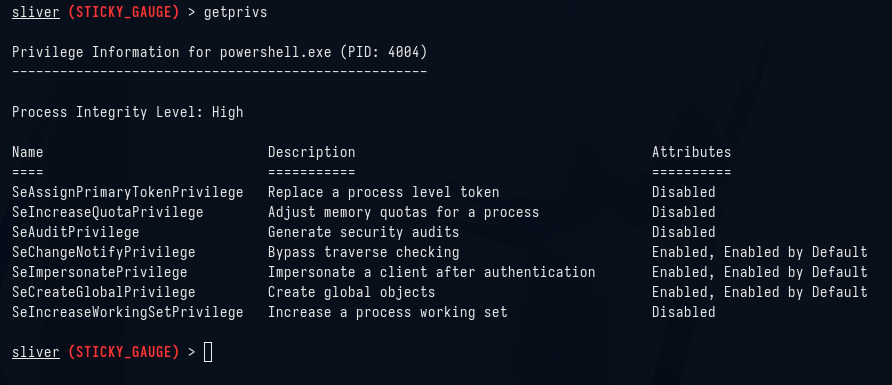 sliver (STICKY_GAUGE) > getprivs
Privilege Information for powershell.exe (PID: 4004)
----------------------------------------------------
Process Integrity Level: High
Name Description Attributes
==== =========== ==========
SeAssignPrimaryTokenPrivilege Replace a process level token Disabled
SeIncreaseQuotaPrivilege Adjust memory quotas for a process Disabled
SeAuditPrivilege Generate security audits Disabled
SeChangeNotifyPrivilege Bypass traverse checking Enabled, Enabled by Default
SeImpersonatePrivilege Impersonate a client after authentication Enabled, Enabled by Default
SeCreateGlobalPrivilege Create global objects Enabled, Enabled by Default
SeIncreaseWorkingSetPrivilege Increase a process working set Disabled
sliver (STICKY_GAUGE) >